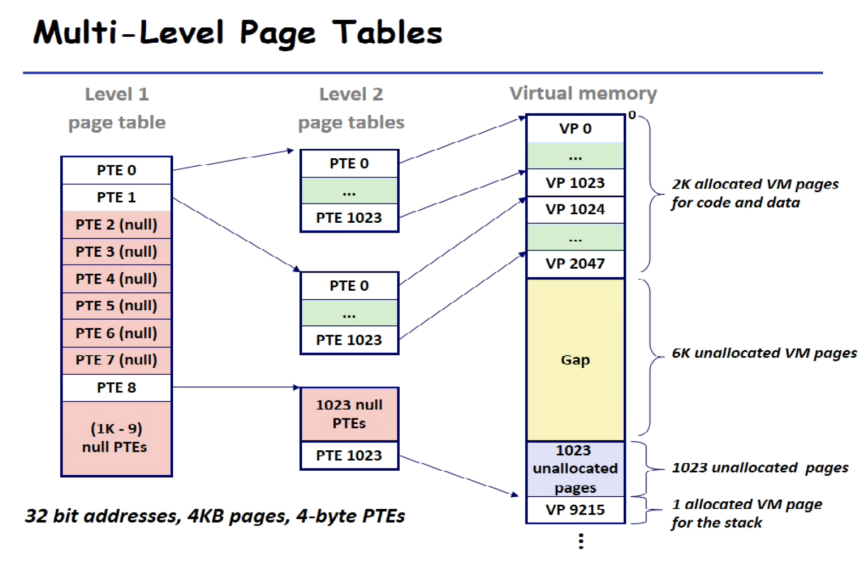 Multi-Level Page Tables
Level 1
page table
PTE 0
PTE 1
PTE 2 (null)
PTE 3 (null)
PTE 4 (null)
PTE 5 (null)
PTE 6 (null)
PTE 7 (null)
PTE 8
(1K - 9)
null PTEs
Level 2
page tables
PTE 0
...
PTE 1023
PTE 0
...
PTE 1023
1023 null
PTEs
PTE 1023
Virtual memory
0
VP 0
...
VP 1023
VP 1024
...
VP 2047
Gap
1023
unallocated
pages
VP 9215
2K allocated VM pages
for code and data
6K unallocated VM pages
1023 unallocated pages
1 allocated VM page
for the stack
32 bit addresses, 4KB pages, 4-byte PTEs